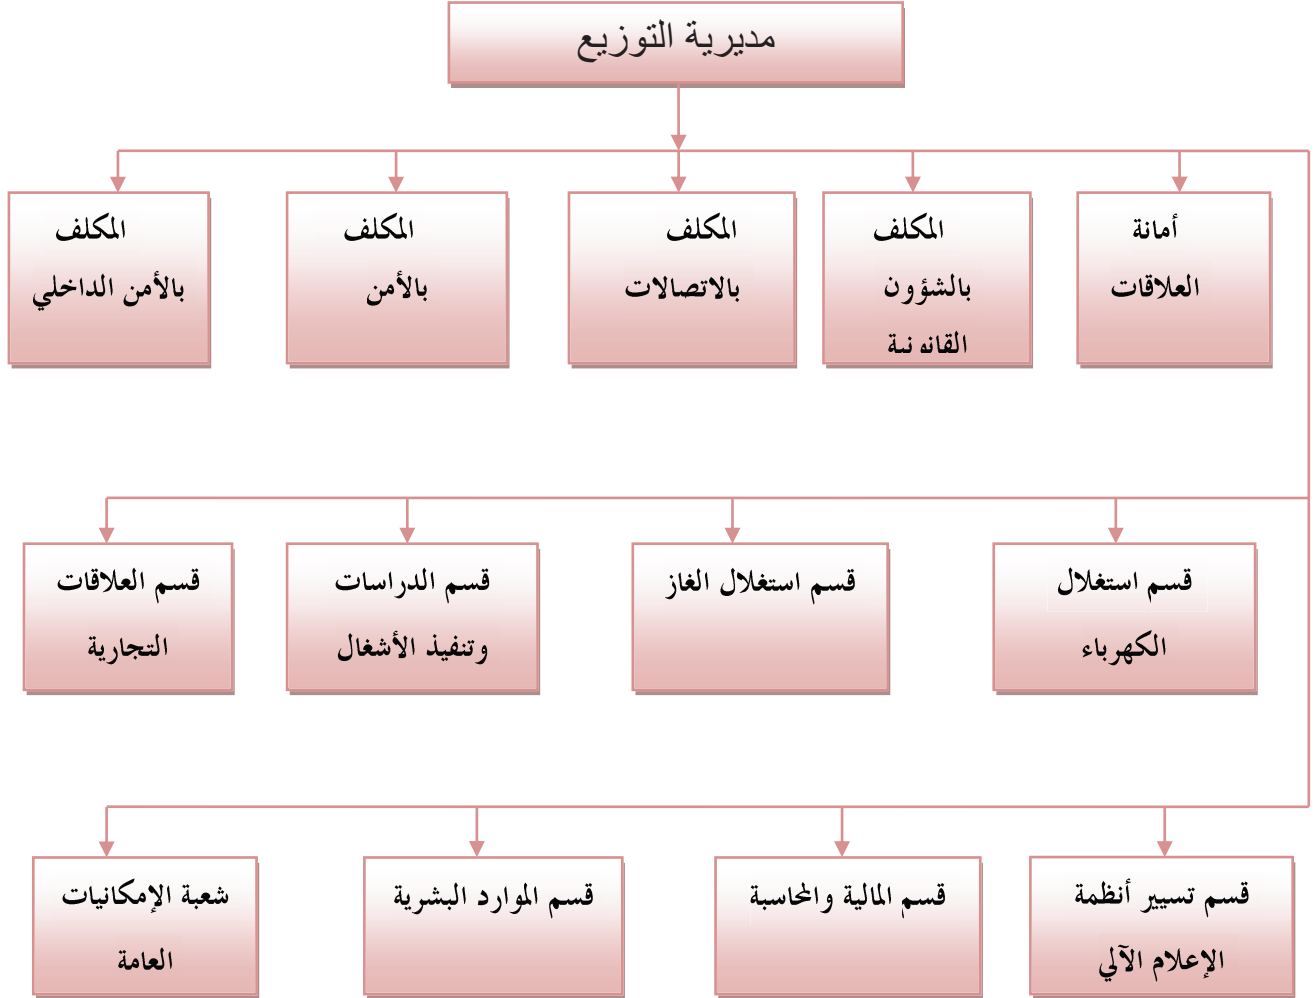 مديرية التوزيع
أمانة
العلاقات
المكلف
بالشؤون
القانونية
المكلف
بالاتصالات
المكلف
بالأمن
المكلف
بالأمن الداخلي
قسم استغلال
الكهرباء
قسم استغلال الغاز
قسم الدراسات
وتنفيذ الأشغال
قسم العلاقات
التجارية
قسم تسيير أنظمة
الإعلام الآلي
قسم المالية والمحاسبة
قسم الموارد البشرية
شعبة الإمكانيات
العامة